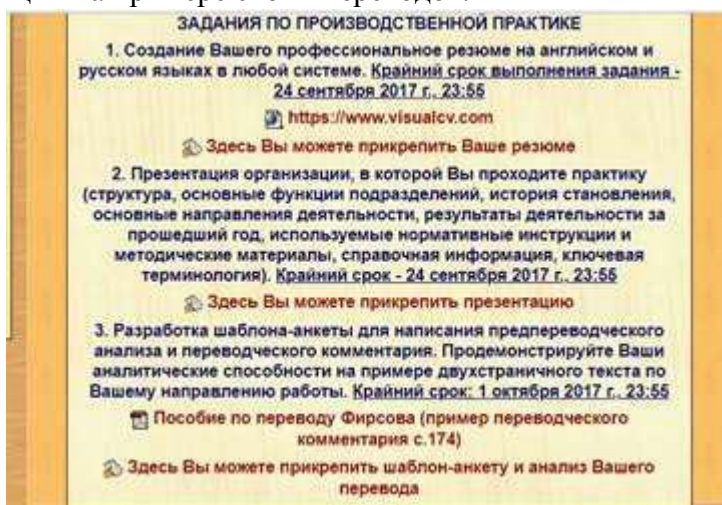 ЗАДАНИЯ ПО ПРОИЗВОДСТВЕННОЙ ПРАКТИКЕ
1. Создание Вашего профессиональное резюме на английском и
русском языках в любой системе. Крайний срок выполнения задания -
24 сентября 2017 г., 23:55
https://www.visualcv.com
Здесь Вы можете прикрепить Ваше резюме
2. Презентация организации, в которой Вы проходите практику
(структура, основные функции подразделений, история становления,
основные направления деятельности, результаты деятельности за
прошедший год, используемые нормативные инструкции и
методические материалы, справочная информация, ключевая
терминология). Крайний срок - 24 сентября 2017 г., 23:55
Здесь Вы можете прикрепить презентацию
3. Разработка шаблона-анкеты для написания предпереводческого
анализа и переводческого комментария. Продемонстрируйте Ваши
аналитические способности на примере двухстраничного текста по
Вашему направлению работы. Крайний срок: 1 октября 2017 г., 23:55
Пособие по переводу Фирсова (пример переводческого
комментария с.174)
Здесь Вы можете прикрепить шаблон-анкету и анализ Вашего
перевода